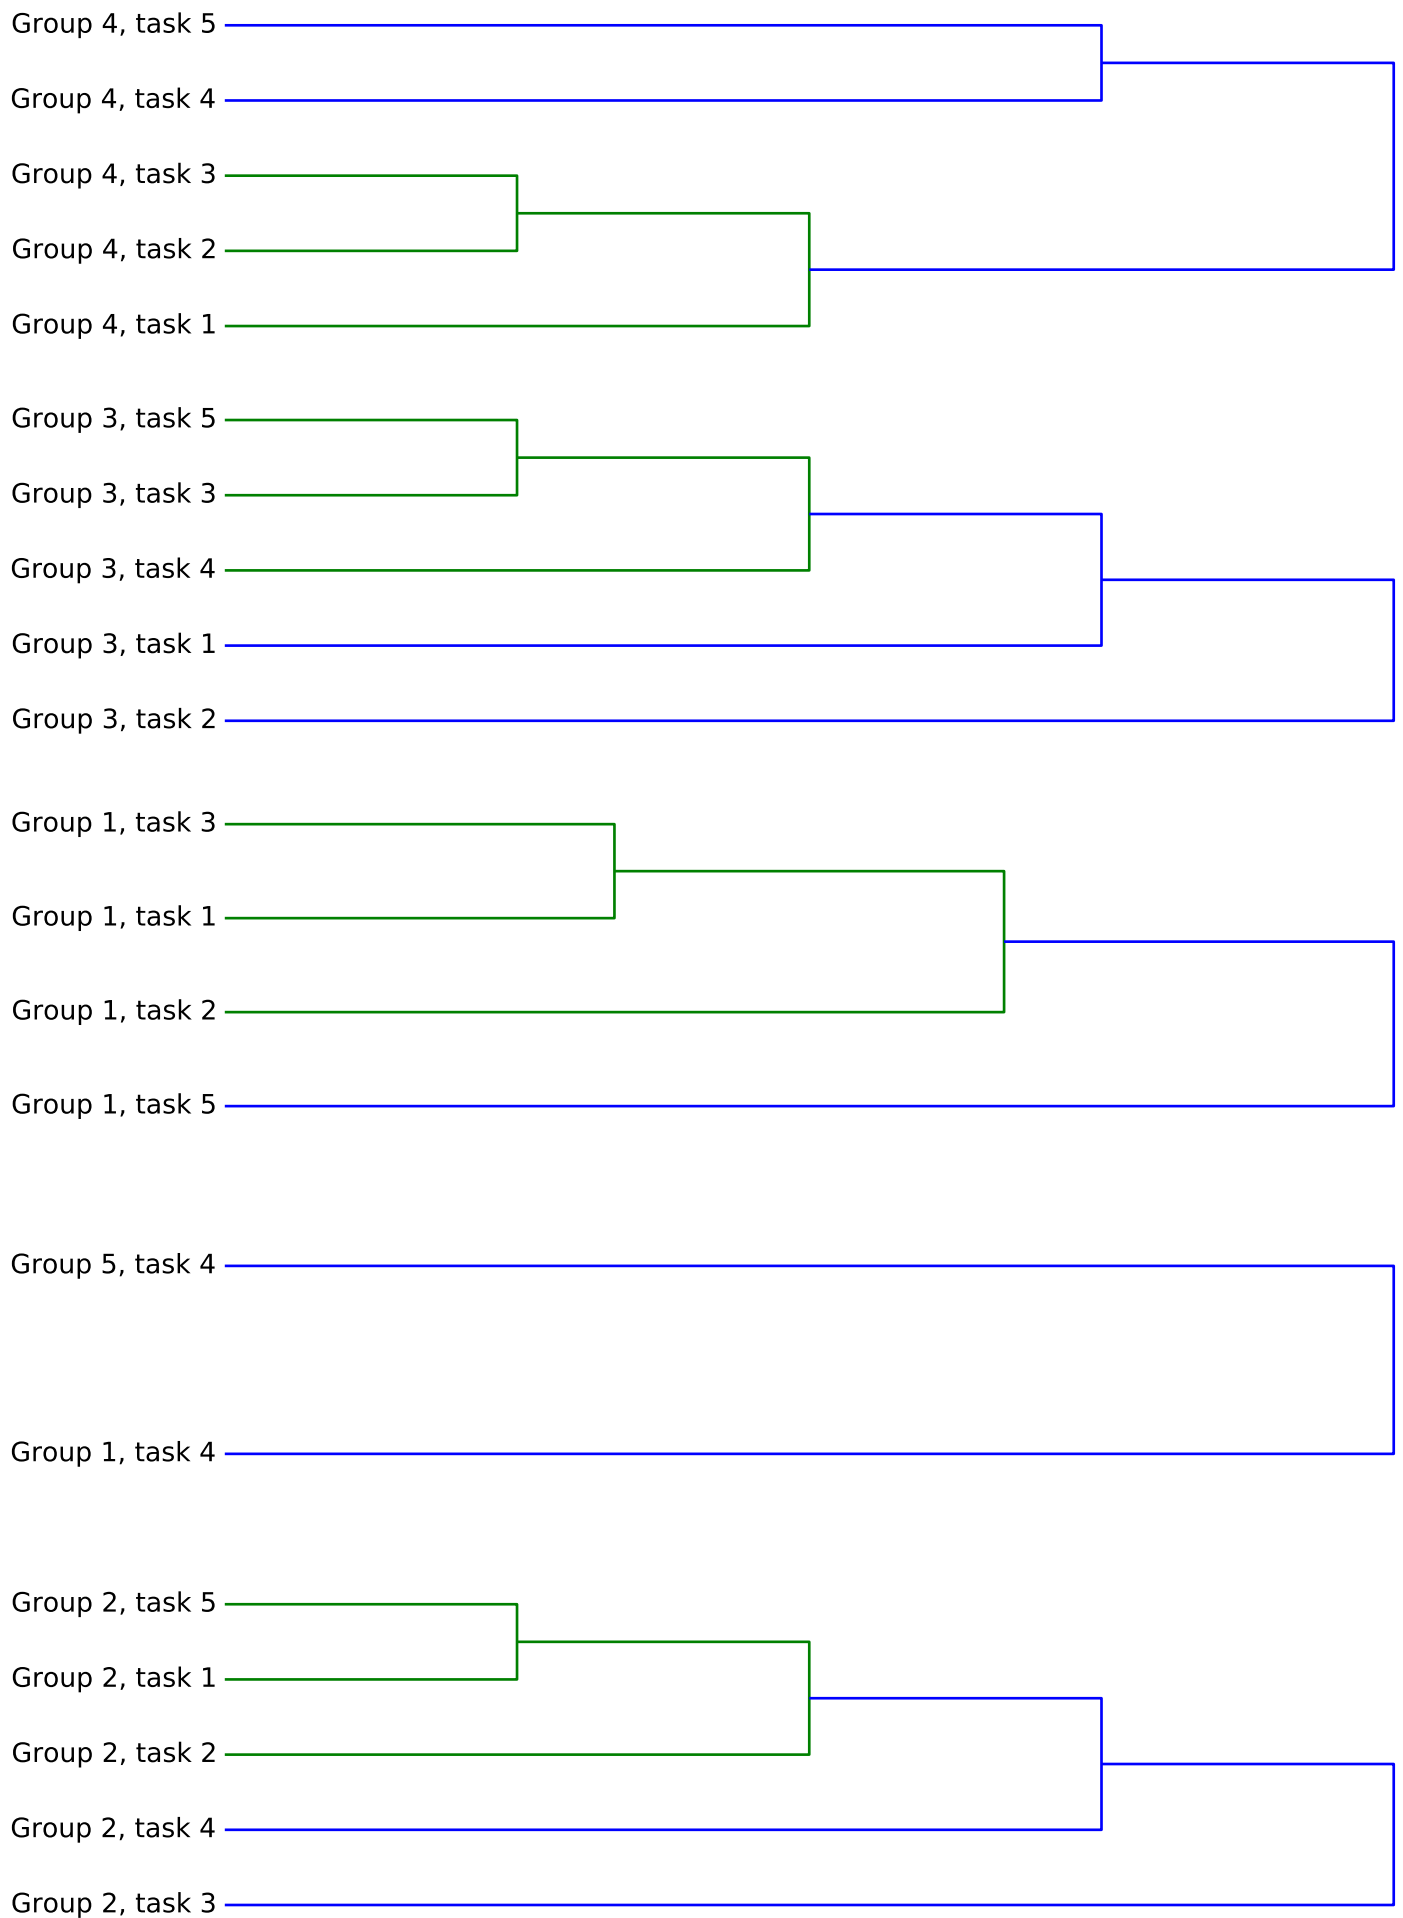 Group 4, task 5
Group 4, task 4
Group 4, task 3
Group 4, task 2
Group 4, task 1
Group 3, task 5
Group 3, task 3
Group 3, task 4
Group 3, task 1
Group 3, task 2
Group 1, task 3
Group 1, task 1
Group 1, task 2
Group 1, task 5
Group 5, task 4
Group 1, task 4
Group 2, task 5
Group 2, task 1
Group 2, task 2
Group 2, task 4
Group 2, task 3